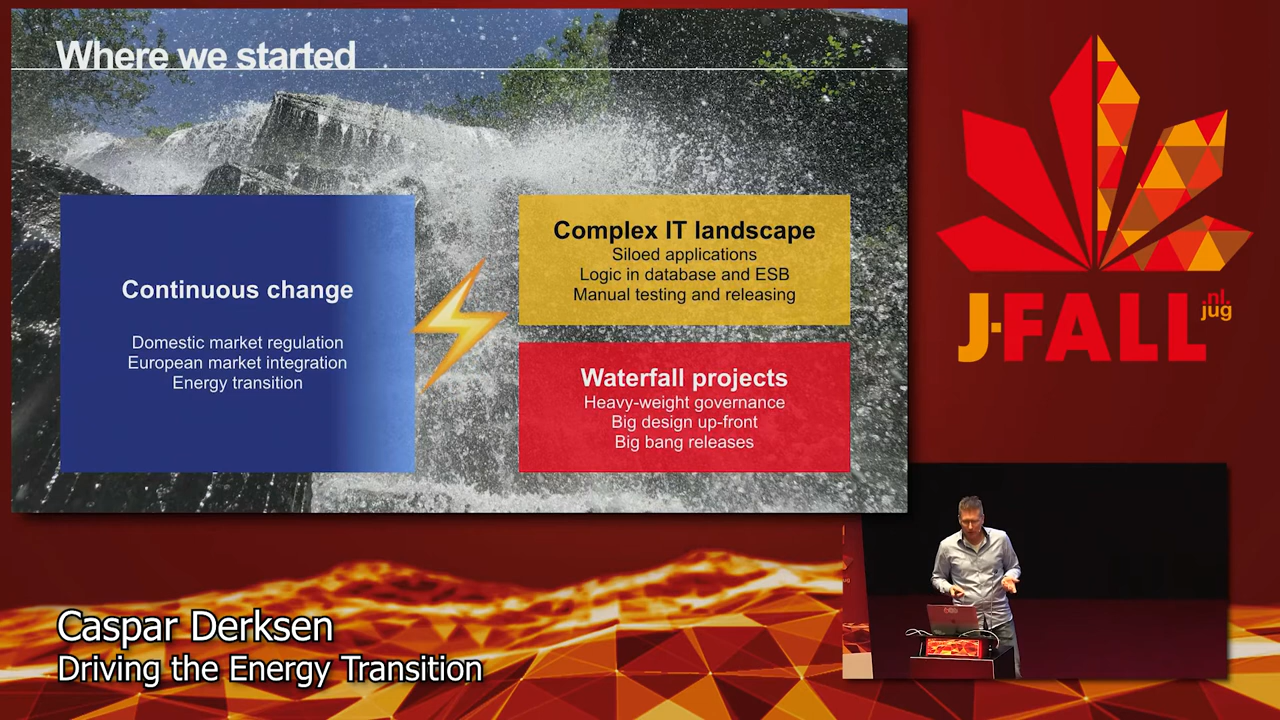 Where we started
Continuous change
Domestic market regulation
European market integration
Energy transition
Complex IT landscape
Siloed applications
Logic in database and ESB
Manual testing and releasing
Waterfall projects
Heavy-weight governance
Big design up-front
Big bang releases
J-FALL
nl.
jug
Caspar Derksen
Driving the Energy Transition